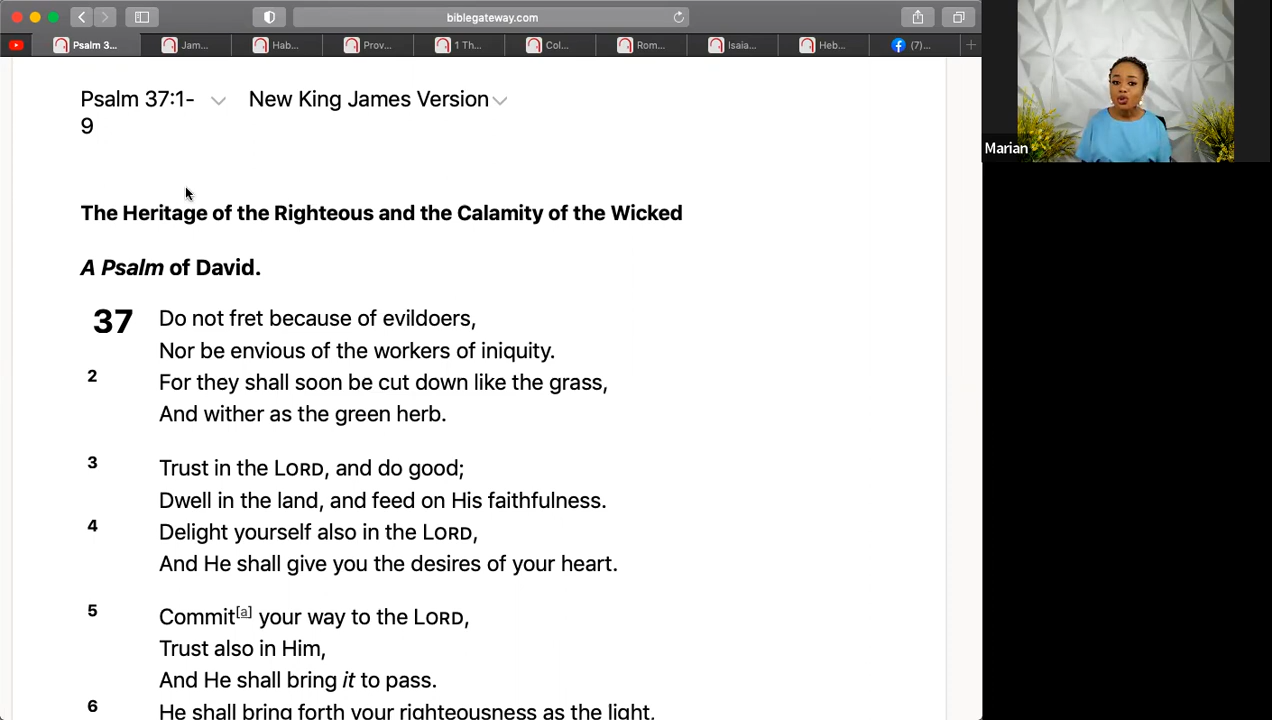 biblegateway.com
Psalm 3... Jam... Hab... Prov... 1 Th... Col... Rom... Isaia... Heb... (7)...
Psalm 37:1- New King James Version
9
Marian
The Heritage of the Righteous and the Calamity of the Wicked
A Psalm of David.
37 Do not fret because of evildoers,
Nor be envious of the workers of iniquity.
2 For they shall soon be cut down like the grass,
And wither as the green herb.
3 Trust in the LORD, and do good;
Dwell in the land, and feed on His faithfulness.
4 Delight yourself also in the LORD,
And He shall give you the desires of your heart.
5 Commit[a] your way to the LORD,
Trust also in Him,
And He shall bring it to pass.
6 He shall bring forth your righteousness as the light,